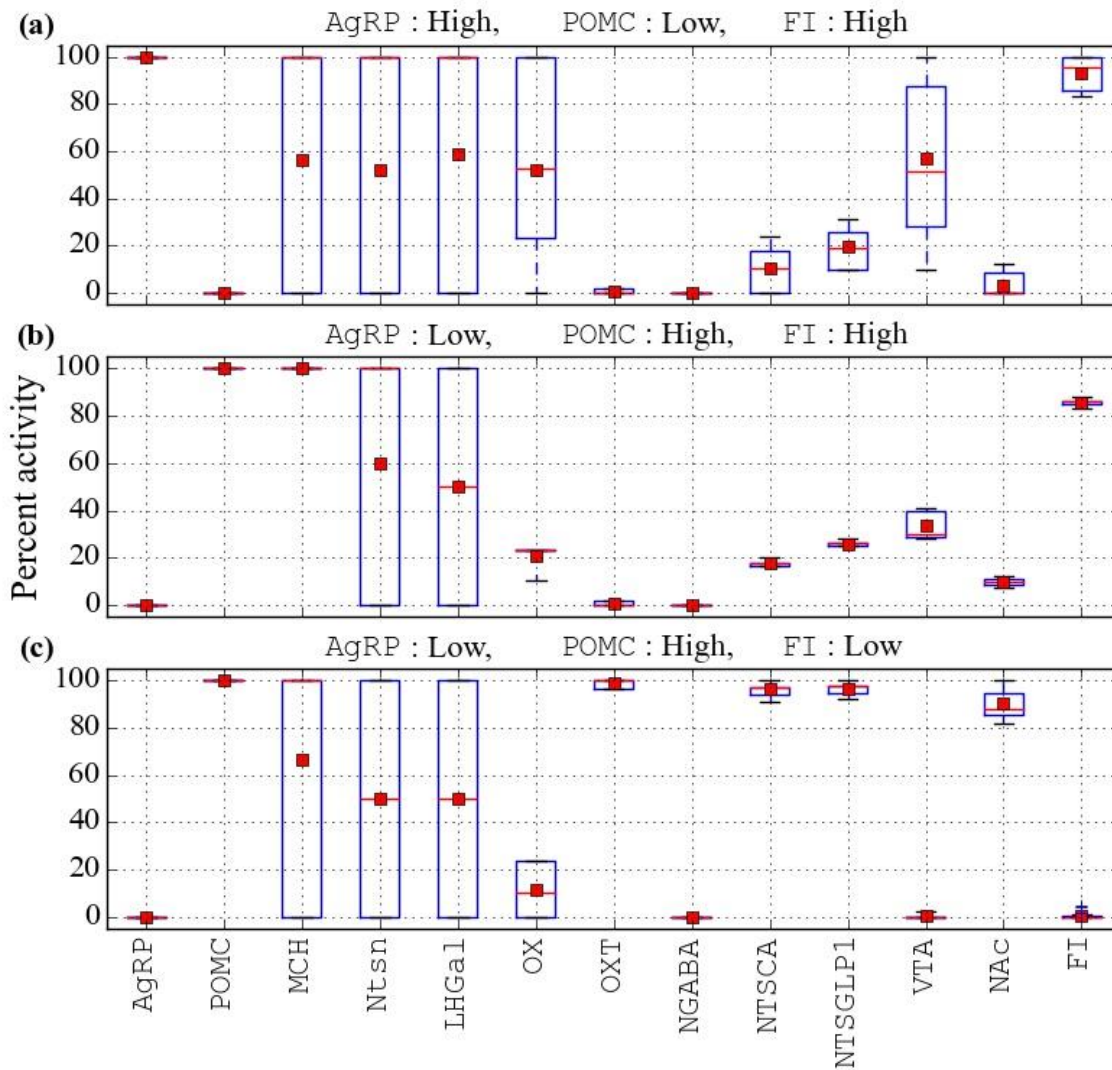 (a) AgRP : High, POMC : Low, FI : High
100
80
60
40
20
0
(b) AgRP : Low, POMC : High, FI : High
100
80
60
40
20
0
Percent activity
(c) AgRP : Low, POMC : High, FI : Low
100
80
60
40
20
0
AgRP
POMC
MCH
Ntsn
LHGal
OX
OXT
NGABA
NTSCA
NTSGLP1
VTA
NAc
FI